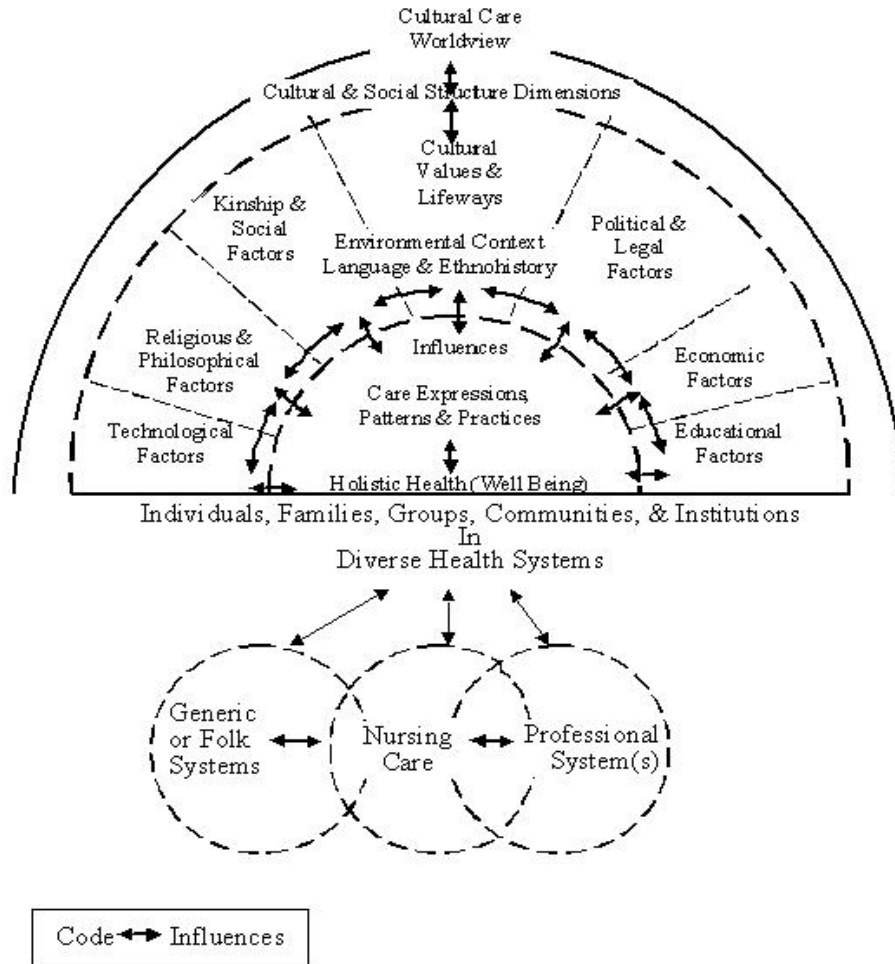 Cultural Care
Worldview
Cultural & Social Structure Dimensions
Cultural
Values &
Lifeways
Kinship &
Social
Factors
Political &
Legal
Factors
Environmental Context
Language & Ethnohistory
Religious &
Philosophical
Factors
Influences
Economic
Factors
Care Expressions,
Patterns & Practices
Technological
Factors
Educational
Factors
Holistic Health (Well Being)
Individuals, Families, Groups, Communities, & Institutions
In
Diverse Health Systems
Generic
or Folk
Systems
Nursing
Care
Professional
System(s)
Code Influences